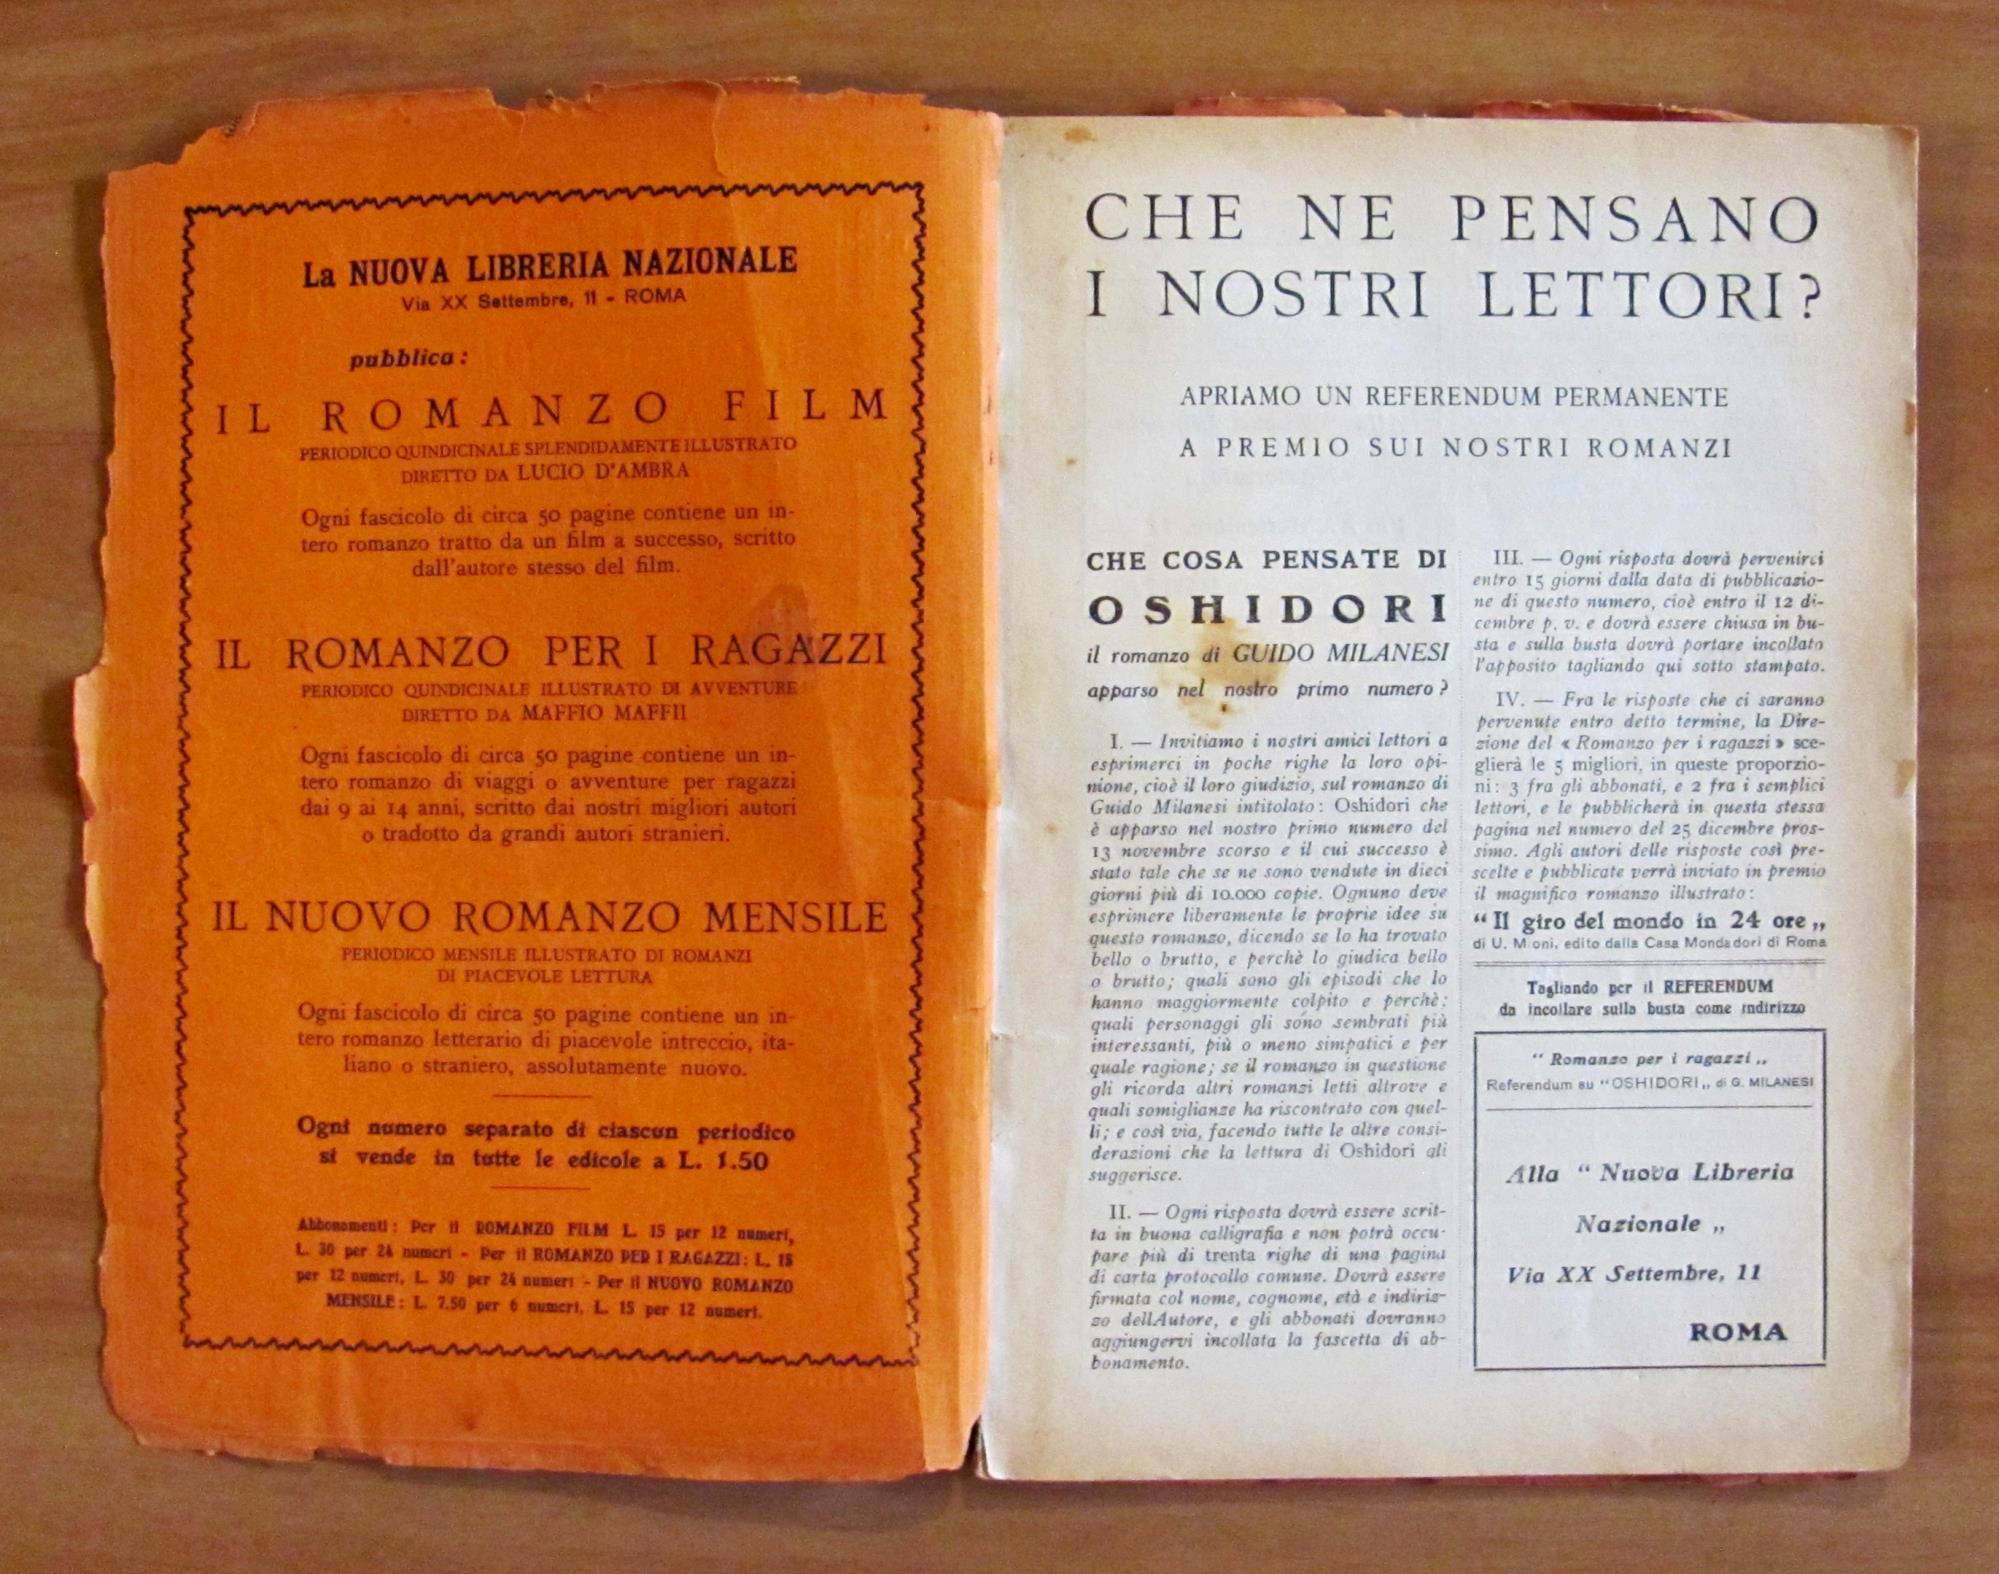 La NUOVA LIBRERIA NAZIONALE
Via XX Settembre, 11 - ROMA
pubblica:
IL ROMANZO FILM
PERIODICO QUINDICINALE SPLENDIDAMENTE ILLUSTRATO
DIRETTO DA LUCIO D'AMBRA
Ogni fascicolo di circa 50 pagine contiene un in-
tero romanzo tratto da un film a successo, scritto
dall'autore stesso del film.
IL ROMANZO PER I RAGAZZI
PERIODICO QUINDICINALE ILLUSTRATO DI AVVENTURE
DIRETTO DA MAFFIO MAFFII
Ogni fascicolo di circa 50 pagine contiene un in-
tero romanzo di viaggi o avventure per ragazzi
dai 9 ai 14 anni, scritto dai nostri migliori autori
o tradotto da grandi autori stranieri.
IL NUOVO ROMANZO MENSILE
PERIODICO MENSILE ILLUSTRATO DI ROMANZI
DI PIACEVOLE LETTURA
Ogni fascicolo di circa 50 pagine contiene un in-
tero romanzo letterario di piacevole intreccio, ita-
liano o straniero, assolutamente nuovo.
Ogni numero separato di ciascun periodico
si vende in tutte le edicole a L. 1.50
Abbonamenti: Per il ROMANZO FILM L. 15 per 12 numeri,
L. 30 per 24 numeri - Per il ROMANZO PER I RAGAZZI: L. 15
per 12 numeri, L. 30 per 24 numeri - Per il NUOVO ROMANZO
MENSILE: L. 7.50 per 6 numeri, L. 15 per 12 numeri.
CHE NE PENSANO
I NOSTRI LETTORI?
APRIAMO UN REFERENDUM PERMANENTE
A PREMIO SUI NOSTRI ROMANZI
CHE COSA PENSATE DI
OSHIDORI
il romanzo di GUIDO MILANESI
apparso nel nostro primo numero?
I. — Invitiamo i nostri amici lettori a
esprimerci in poche righe la loro opi-
nione, cioè il loro giudizio, sul romanzo di
Guido Milanesi intitolato: Oshidori che
è apparso nel nostro primo numero del
13 novembre scorso e il cui successo è
stato tale che se ne sono vendute in dieci
giorni più di 10.000 copie. Ognuno deve
esprimere liberamente le proprie idee su
questo romanzo, dicendo se lo ha trovato
bello o brutto, e perchè lo giudica bello
o brutto; quali sono gli episodi che lo
hanno maggiormente colpito e perchè;
quali personaggi gli sono sembrati più
interessanti, più o meno simpatici e per
quale ragione; se il romanzo in questione
gli ricorda altri romanzi letti altrove e
quali somiglianze ha riscontrato con quel-
li; e così via, facendo tutte le altre consi-
derazioni che la lettura di Oshidori gli
suggerisce.
II. — Ogni risposta dovrà essere scrit-
ta in buona calligrafia e non potrà occu-
pare più di trenta righe di una pagina
di carta protocollo comune. Dovrà essere
firmata col nome, cognome, età e indiriz-
zo dell'Autore, e gli abbonati dovranno
aggiungervi incollata la fascetta di ab-
bonamento.
III. — Ogni risposta dovrà pervenirci
entro 15 giorni dalla data di pubblicazio-
ne di questo numero, cioè entro il 12 di-
cembre p. v. e dovrà essere chiusa in bu-
sta e sulla busta dovrà portare incollato
l'apposito tagliando qui sotto stampato.
IV. — Fra le risposte che ci saranno
pervenute entro detto termine, la Dire-
zione del « Romanzo per i ragazzi » sce-
glierà le 5 migliori, in queste proporzio-
ni: 3 fra gli abbonati, e 2 fra i semplici
lettori, e le pubblicherà in questa stessa
pagina nel numero del 25 dicembre pros-
simo. Agli autori delle risposte così pre-
scelte e pubblicate verrà inviato in premio
il magnifico romanzo illustrato:
“ Il giro del mondo in 24 ore „
di U. Mioni, edito dalla Casa Mondadori di Roma
Tagliando per il REFERENDUM
da incollare sulla busta come indirizzo
“ Romanzo per i ragazzi „
Referendum su “OSHIDORI„ di G. MILANESI
Alla “ Nuova Libreria
Nazionale „
Via XX Settembre, 11
ROMA